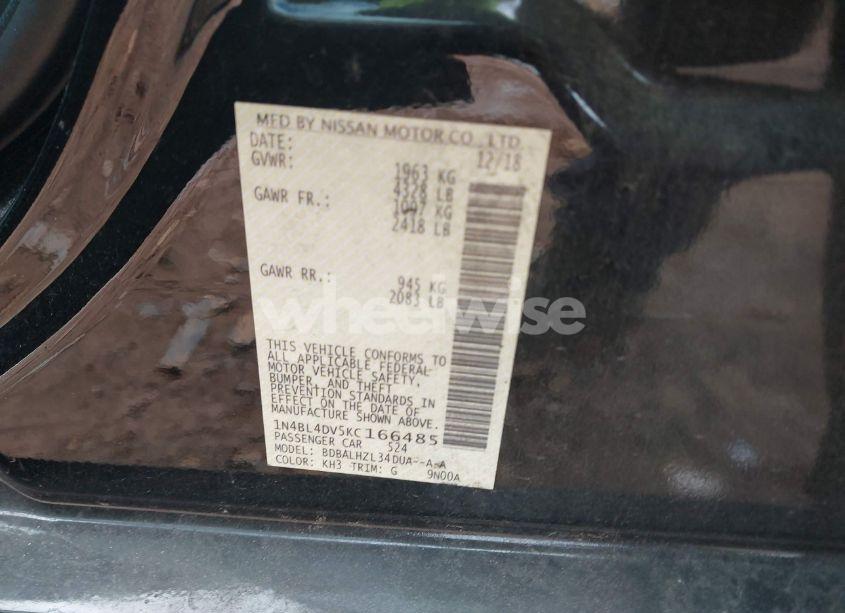 MFD BY NISSAN MOTOR CO., LTD.
DATE: 12/18
GVWR: 1963 KG
4328 LB
GAWR FR.: 1097 KG
2418 LB
GAWR RR.: 945 KG
2083 LB
wheelwise
THIS VEHICLE CONFORMS TO
ALL APPLICABLE FEDERAL
MOTOR VEHICLE SAFETY,
BUMPER, AND THEFT
PREVENTION STANDARDS IN
EFFECT ON THE DATE OF
MANUFACTURE SHOWN ABOVE.
1N4BL4DV5KC166485
PASSENGER CAR 524
MODEL: BDBALHZL34DUA--A-A
COLOR: KH3 TRIM: G 9N00A